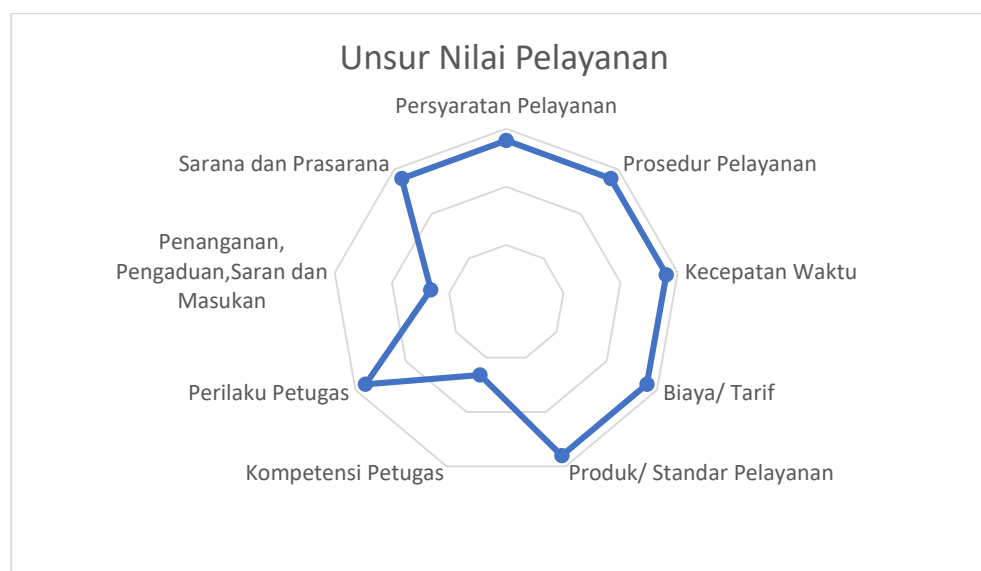 Unsur Nilai Pelayanan
Persyaratan Pelayanan
Prosedur Pelayanan
Kecepatan Waktu
Biaya/ Tarif
Produk/ Standar Pelayanan
Kompetensi Petugas
Perilaku Petugas
Penanganan,
Pengaduan,Saran dan
Masukan
Sarana dan Prasarana